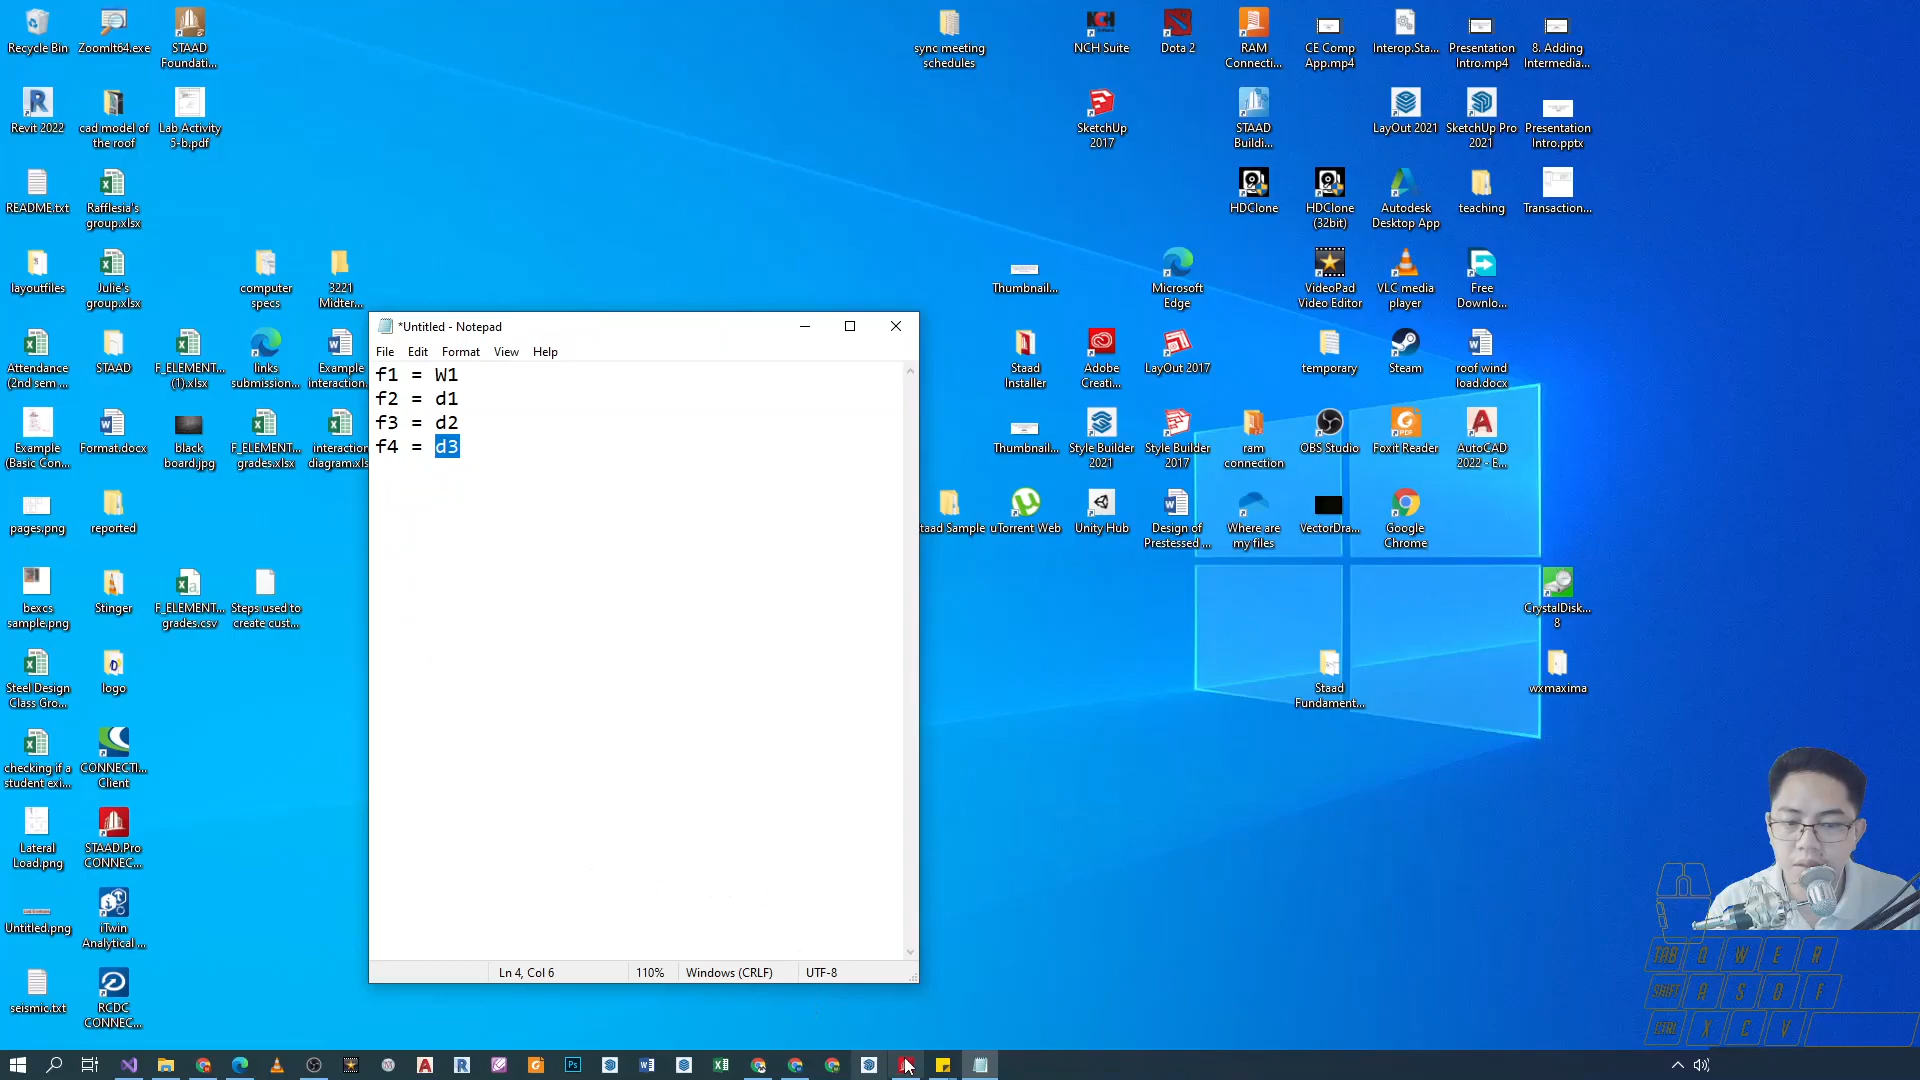 Recycle Bin
ZoomIt64.exe
STAAD
Foundati...
sync meeting
schedules
NCH Suite
Dota 2
RAM
Connecti...
CE Comp
App.mp4
Interop.Sta...
Presentation
Intro.mp4
8. Adding
Intermedia...
Revit 2022
cad model of
the roof
Lab Activity
5-b.pdf
SketchUp
2017
STAAD
Buildi...
LayOut 2021
SketchUp Pro
2021
Presentation
Intro.pptx
README.txt
Rafflesia's
group.xlsx
HDClone
HDClone
(32bit)
Autodesk
Desktop App
teaching
Transaction...
layoutfiles
Julie's
group.xlsx
computer
specs
3221
Midter...
Thumbnail...
Microsoft
Edge
VideoPad
Video Editor
VLC media
player
Free
Downlo...
Attendance
(2nd sem ...
STAAD
F_ELEMENT...
(1).xlsx
links
submission...
Example
interaction.
Staad
Installer
Adobe
Creati...
LayOut 2017
temporary
Steam
roof wind
load.docx
Example
(Basic Con...
Format.docx
black
board.jpg
F_ELEMENT...
grades.xlsx
interaction
diagram.xls
Thumbnail...
Style Builder
2021
Style Builder
2017
ram
connection
OBS Studio
Foxit Reader
AutoCAD
2022 - E...
pages.png
reported
taad Sample
uTorrent Web
Unity Hub
Design of
Prestessed ...
Where are
my files
VectorDra...
Google
Chrome
bexcs
sample.png
Stinger
F_ELEMENT...
grades.csv
Steps used to
create cust...
CrystalDisk...
8
Steel Design
Class Gro...
logo
Staad
Fundament...
wxmaxima
checking if a
student exi...
CONNECTI...
Client
Lateral
Load.png
STAAD.Pro
CONNEC...
Untitled.png
iTwin
Analytical ...
seismic.txt
RCDC
CONNEC...
*Untitled - Notepad
File Edit Format View Help
f1 = W1
f2 = d1
f3 = d2
f4 = d3
Ln 4, Col 6 110% Windows (CRLF) UTF-8
TAB Q W E R
SHIFT A S D F
CTRL X C V